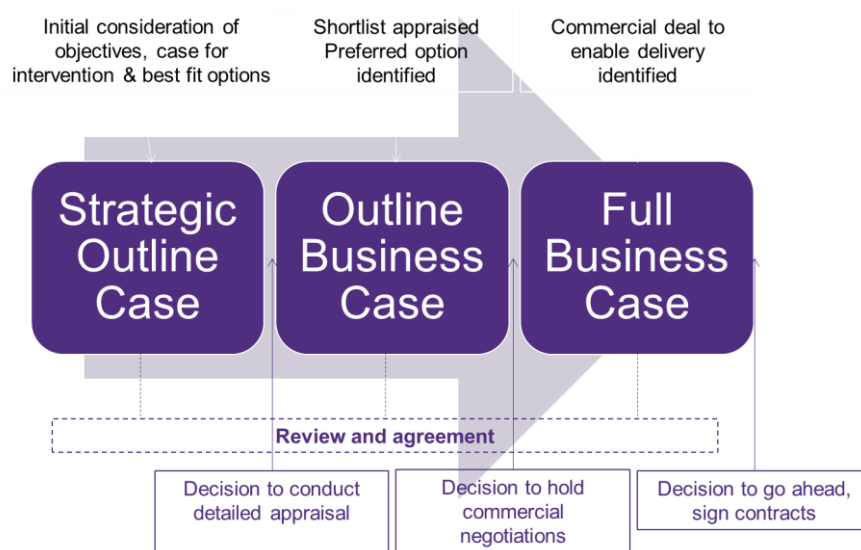 Initial consideration of
objectives, case for
intervention & best fit options
Shortlist appraised
Preferred option
identified
Commercial deal to
enable delivery
identified
Strategic
Outline
Case
Outline
Business
Case
Full
Business
Case
Review and agreement
Decision to conduct
detailed appraisal
Decision to hold
commercial
negotiations
Decision to go ahead,
sign contracts